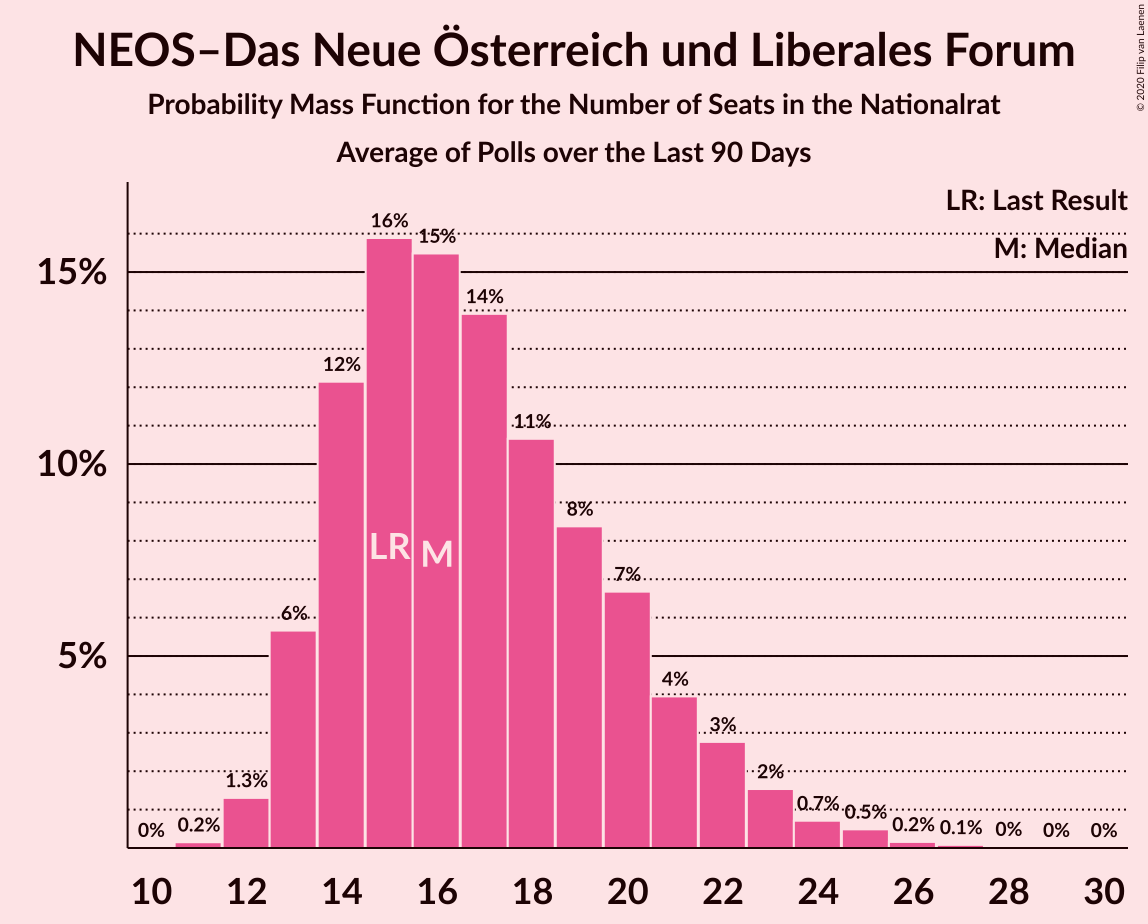 NEOS–Das Neue Österreich und Liberales Forum
Probability Mass Function for the Number of Seats in the Nationalrat
Average of Polls over the Last 90 Days
© 2020 Filip van Laenen
LR: Last Result
M: Median
15%
10%
5%
0%
0.2%
1.3%
6%
12%
16%
15%
14%
11%
8%
7%
4%
3%
2%
0.7%
0.5%
0.2%
0.1%
0%
0%
0%
LR
M
10 12 14 16 18 20 22 24 26 28 30